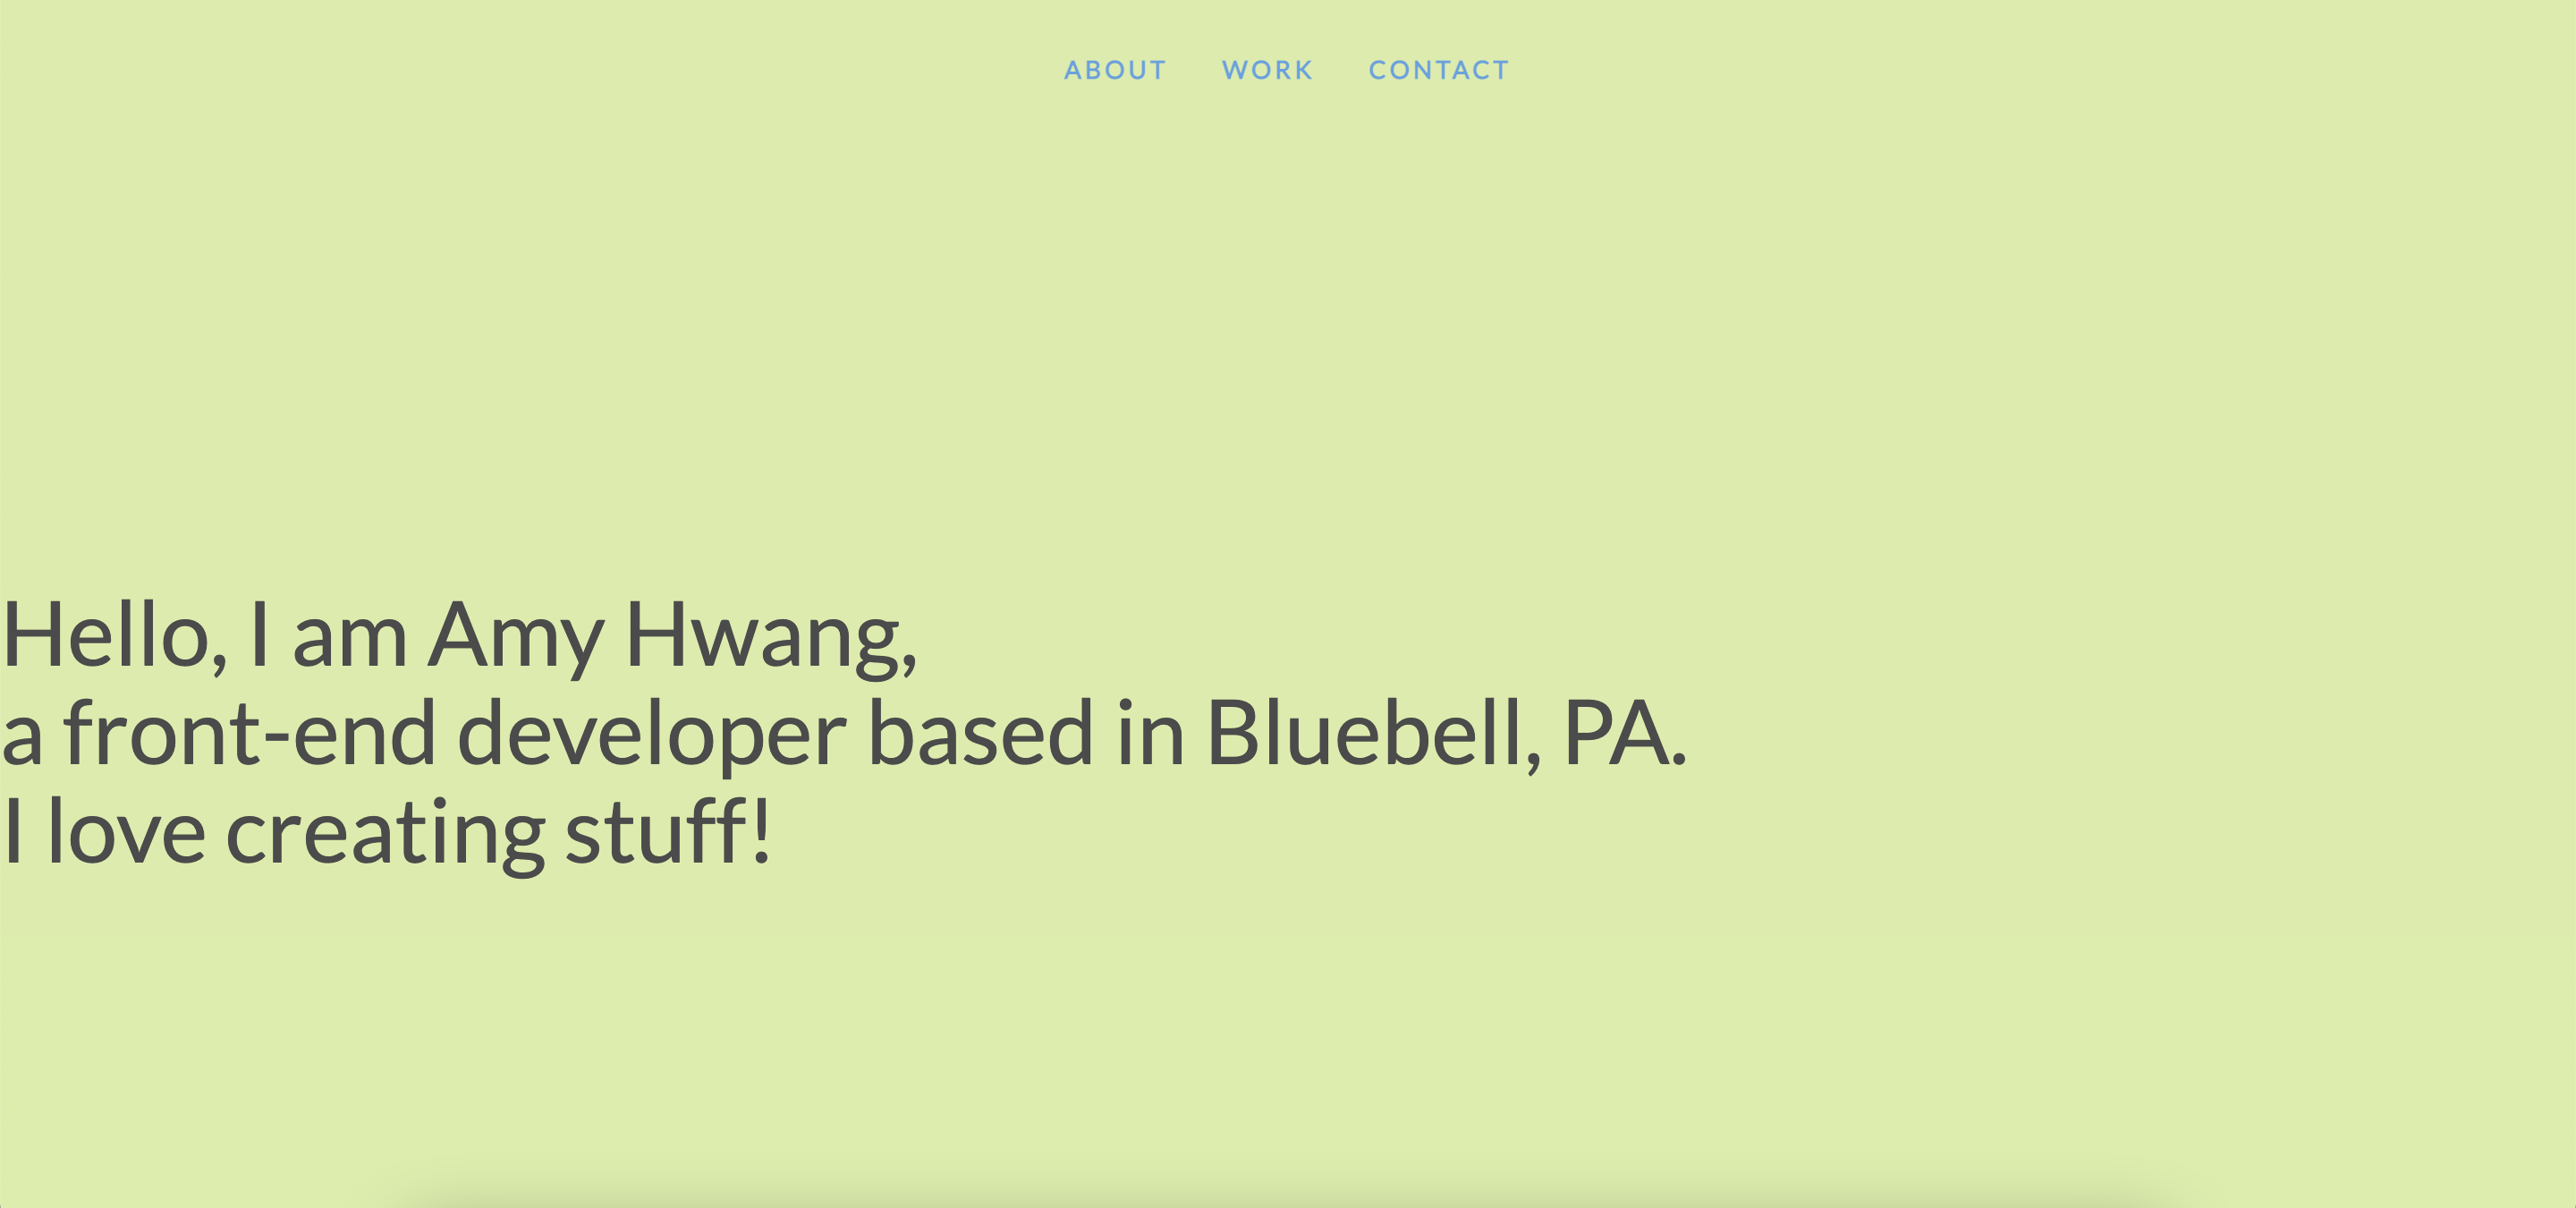 ABOUT WORK CONTACT
Hello, I am Amy Hwang,
a front-end developer based in Bluebell, PA.
I love creating stuff!